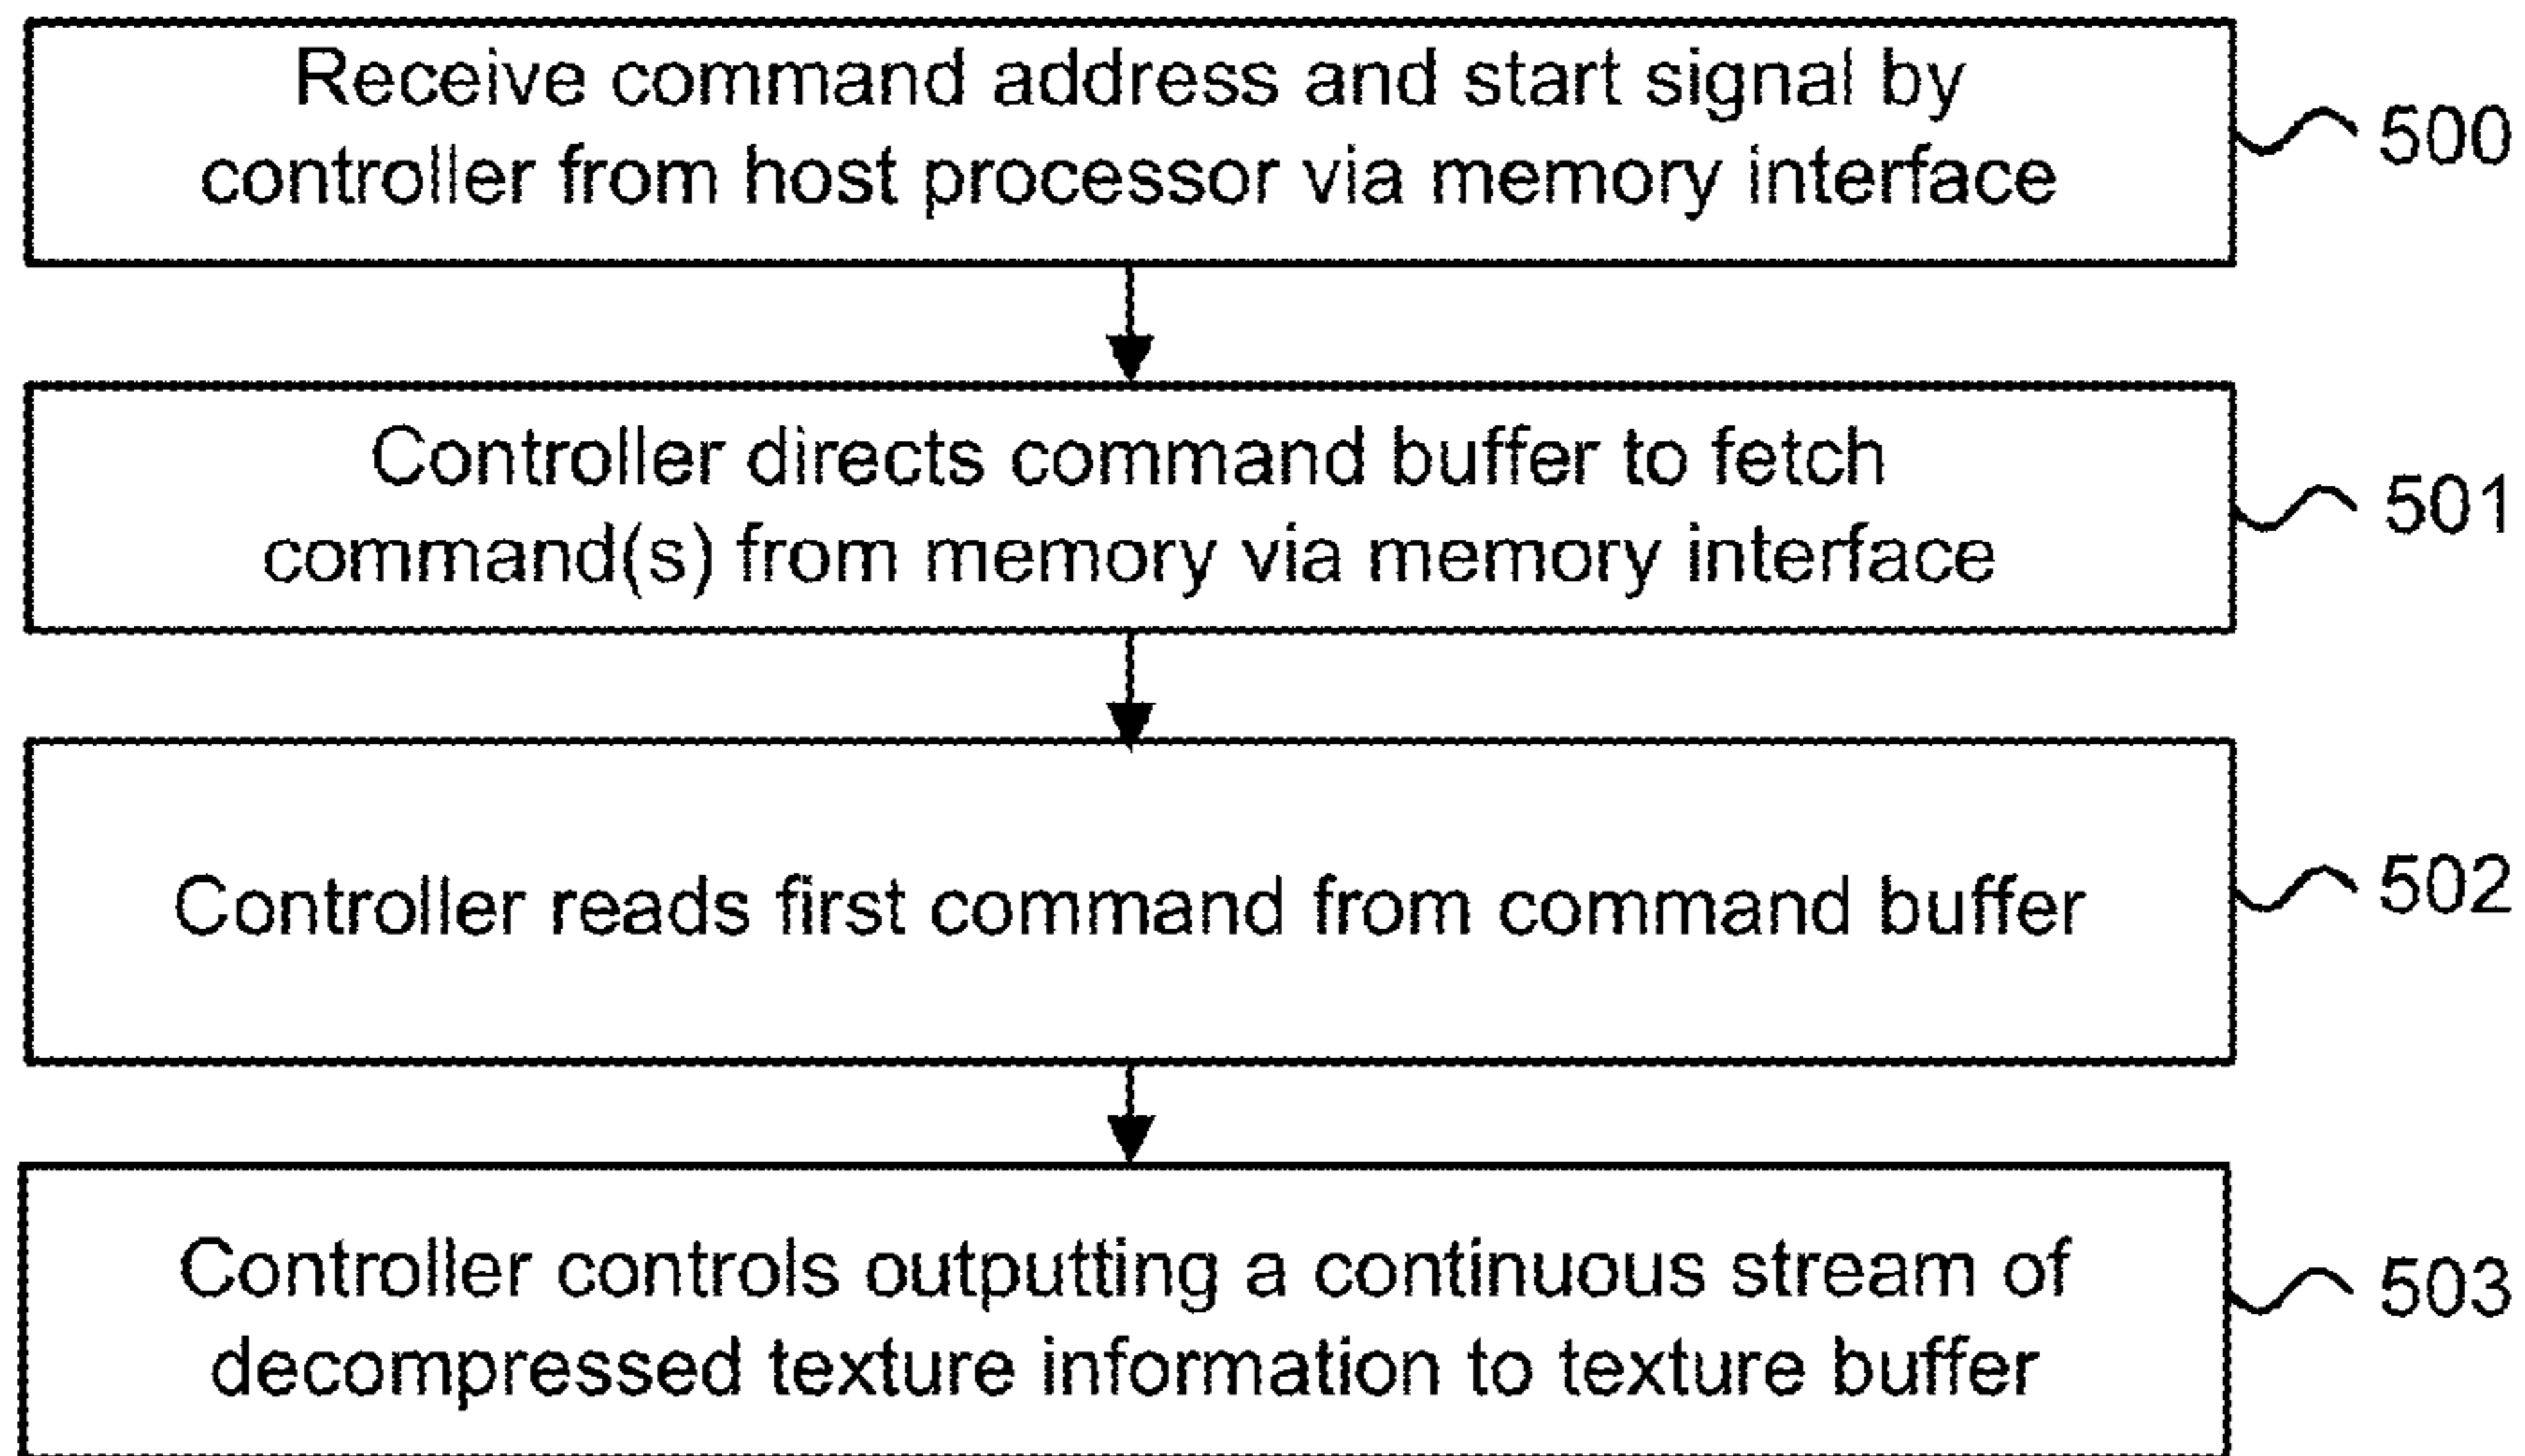 Receive command address and start signal by
controller from host processor via memory interface
500
Controller directs command buffer to fetch
command(s) from memory via memory interface
501
Controller reads first command from command buffer
502
Controller controls outputting a continuous stream of
decompressed texture information to texture buffer
503